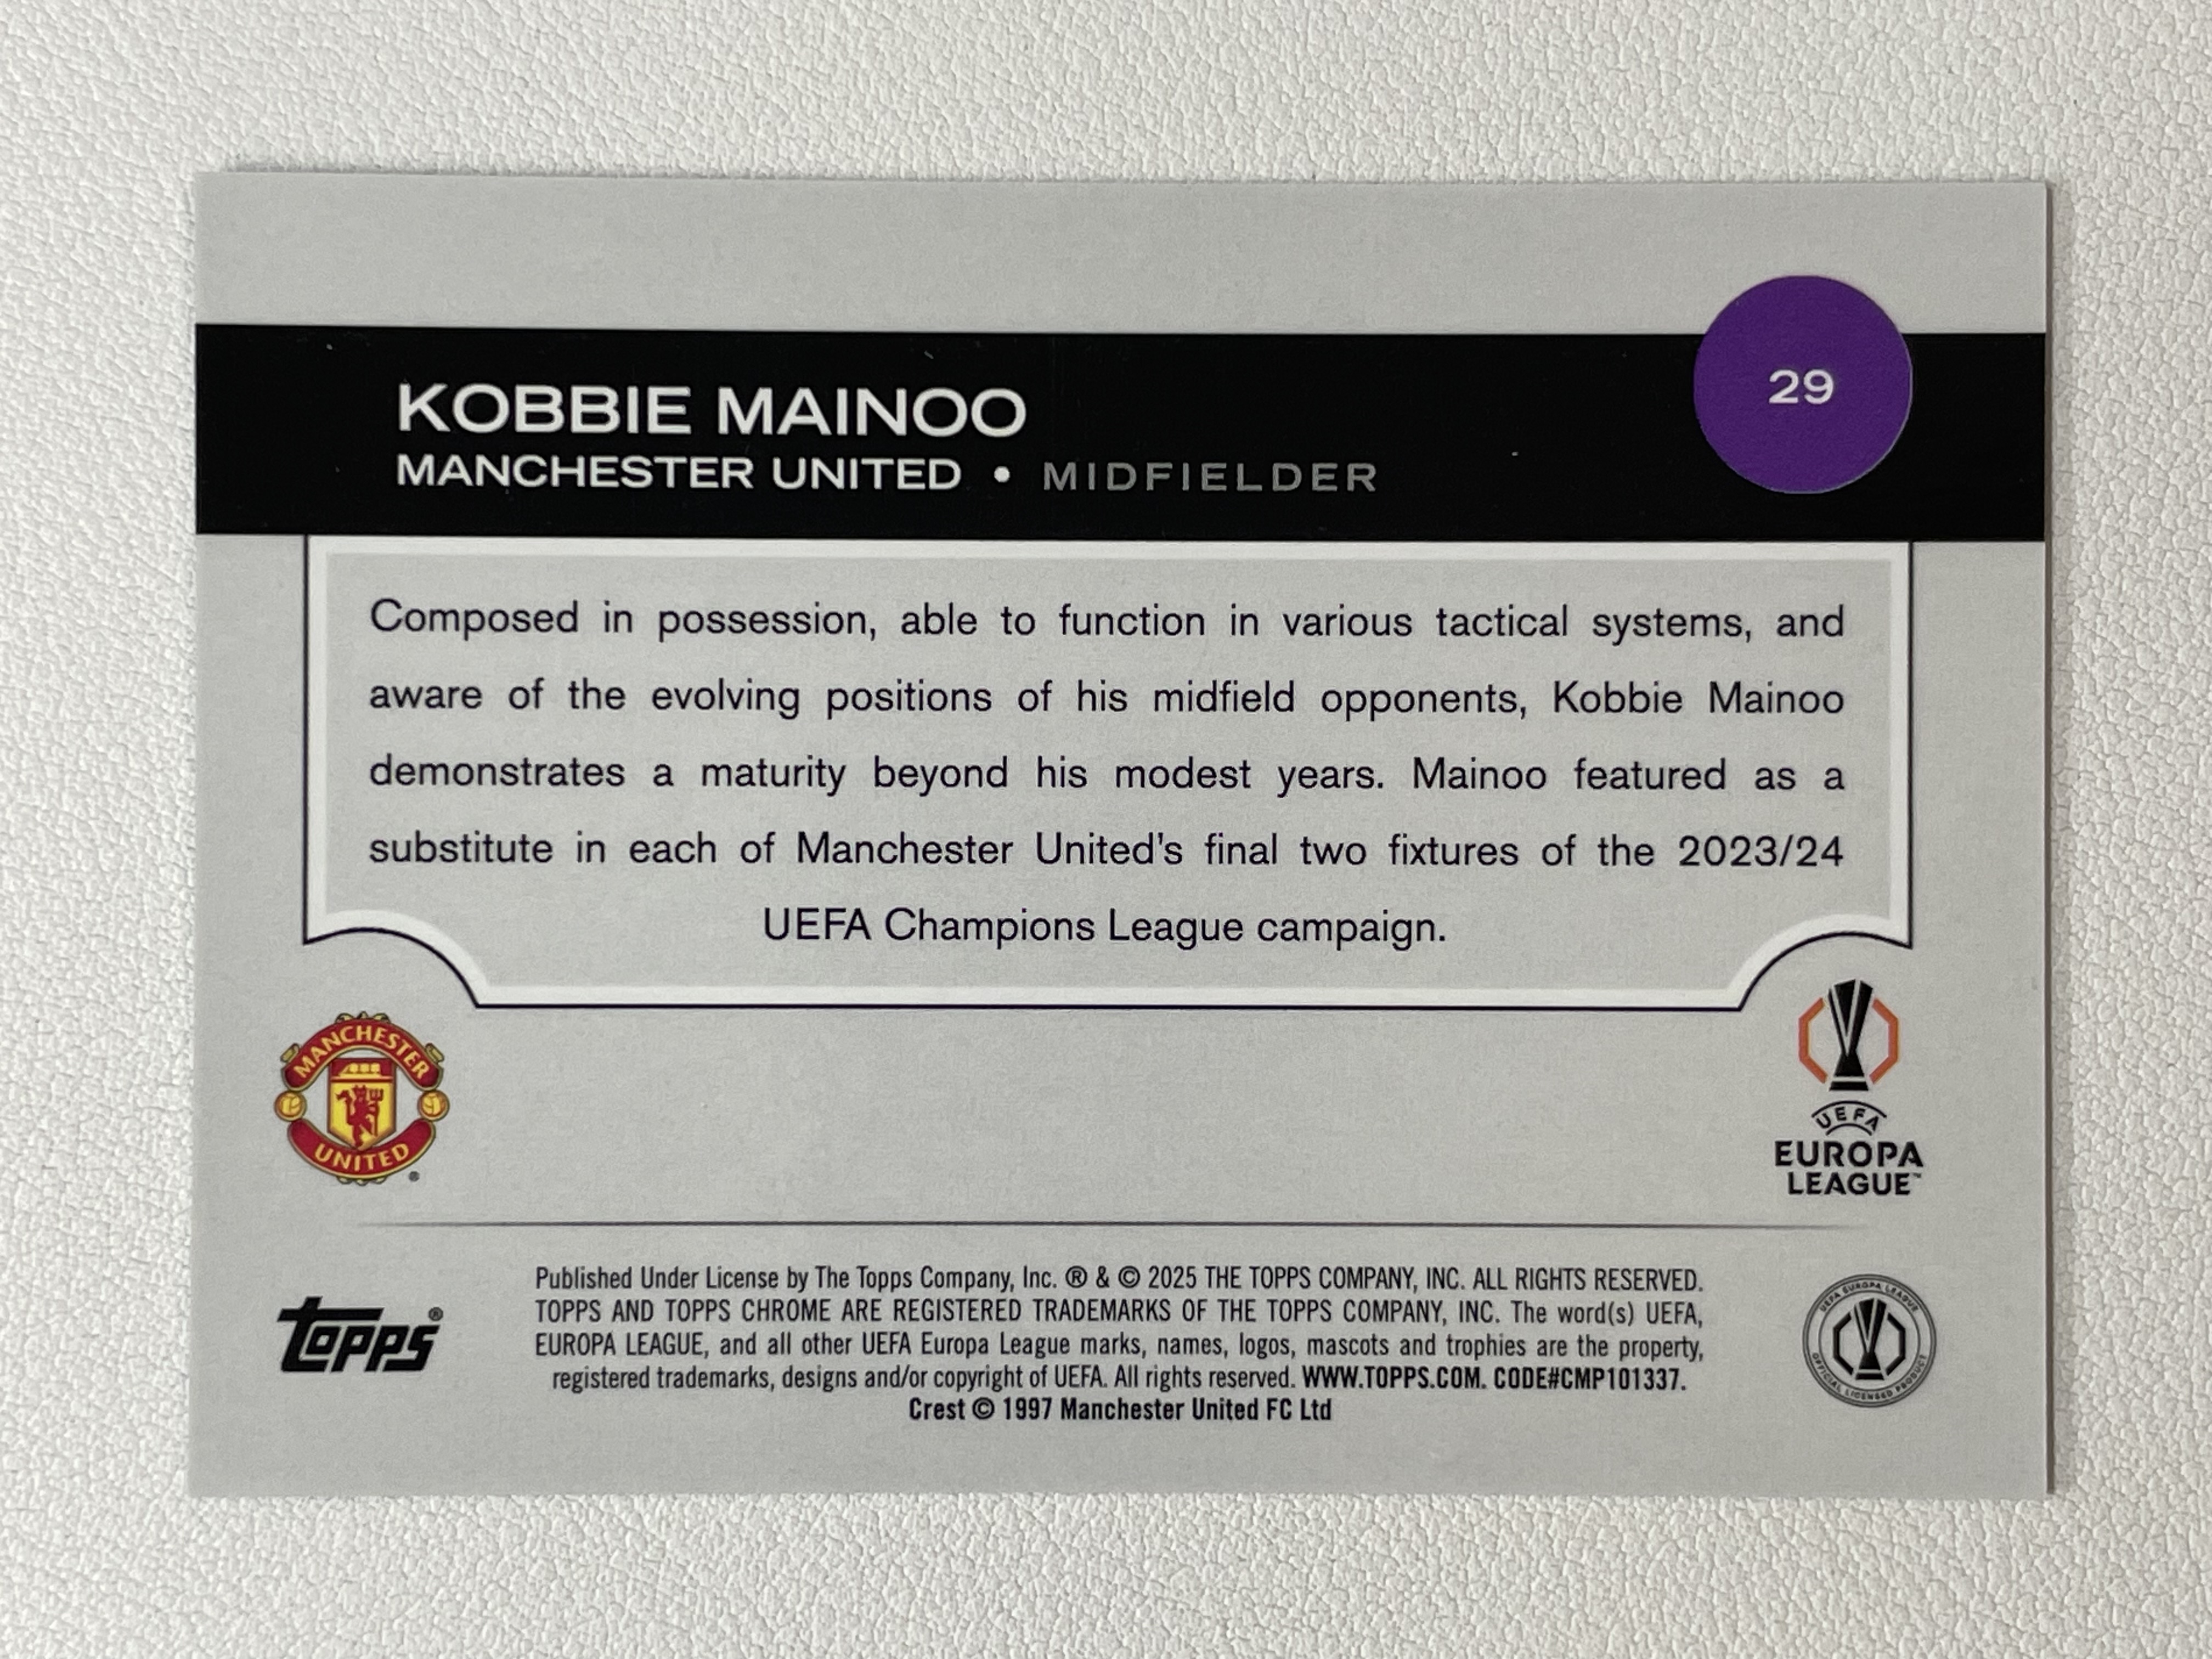 29
KOBBIE MAINOO
MANCHESTER UNITED • MIDFIELDER
Composed in possession, able to function in various tactical systems, and
aware of the evolving positions of his midfield opponents, Kobbie Mainoo
demonstrates a maturity beyond his modest years. Mainoo featured as a
substitute in each of Manchester United's final two fixtures of the 2023/24
UEFA Champions League campaign.
MANCHESTER
UNITED
®
UEFA
EUROPA
LEAGUE™
topps®
Published Under License by The Topps Company, Inc. ® & © 2025 THE TOPPS COMPANY, INC. ALL RIGHTS RESERVED.
TOPPS AND TOPPS CHROME ARE REGISTERED TRADEMARKS OF THE TOPPS COMPANY, INC. The word(s) UEFA,
EUROPA LEAGUE, and all other UEFA Europa League marks, names, logos, mascots and trophies are the property,
registered trademarks, designs and/or copyright of UEFA. All rights reserved. WWW.TOPPS.COM. CODE#CMP101337.
Crest © 1997 Manchester United FC Ltd
UEFA EUROPA LEAGUE
OFFICIAL LICENSED PRODUCT